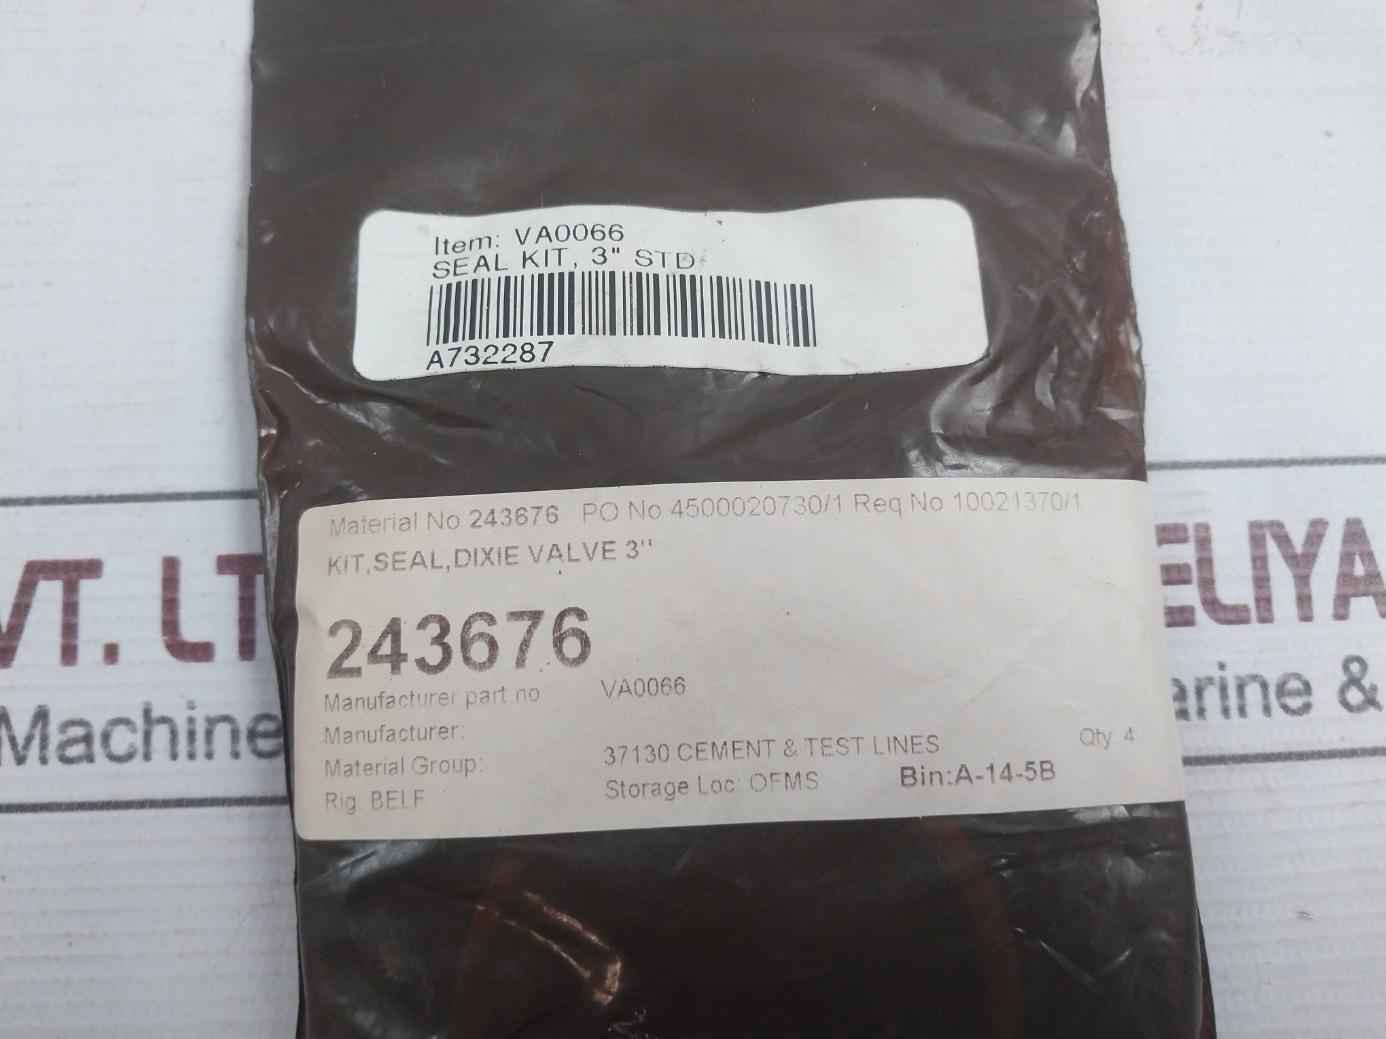 Item: VA0066
SEAL KIT, 3" STD
A732287
Material No 243676 PO No 4500020730/1 Req No 10021370/1
KIT,SEAL,DIXIE VALVE 3"
243676
Manufacturer part no VA0066
Manufacturer:
Material Group: 37130 CEMENT & TEST LINES Qty 4
Rig BELF Storage Loc: OFMS Bin:A-14-5B
VT. LT
ELIYA
Machine
arine &